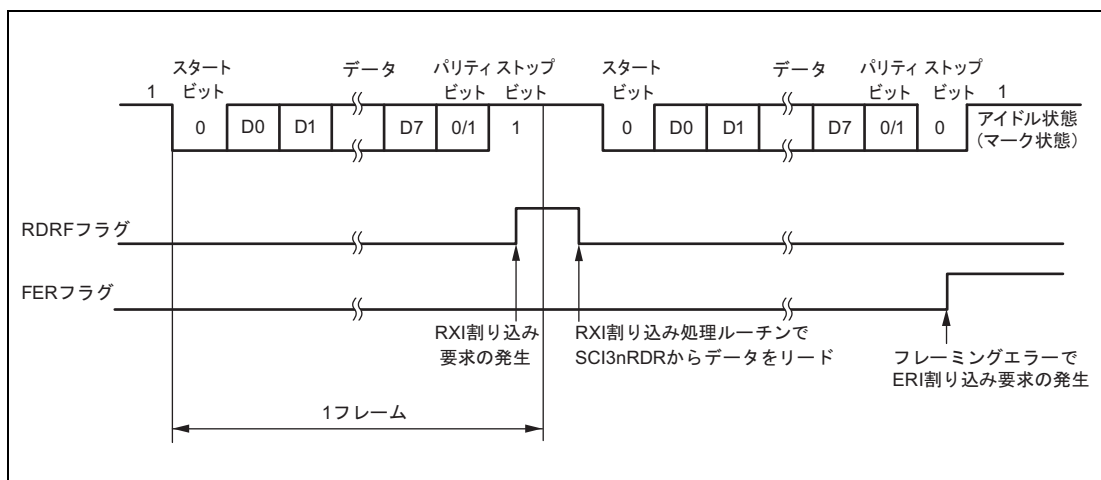 スタート
ビット
データ
パリティ ストップ
ビット ビット
スタート
ビット
データ
パリティ ストップ
ビット ビット
1
0
D0
D1
D7
0/1
1
0
D0
D1
D7
0/1
0
1
アイドル状態
（マーク状態）
RDRFフラグ
FERフラグ
RXI割り込み
要求の発生
RXI割り込み処理ルーチンで
SCI3nRDRからデータをリード
フレーミングエラーで
ERI割り込み要求の発生
1フレーム